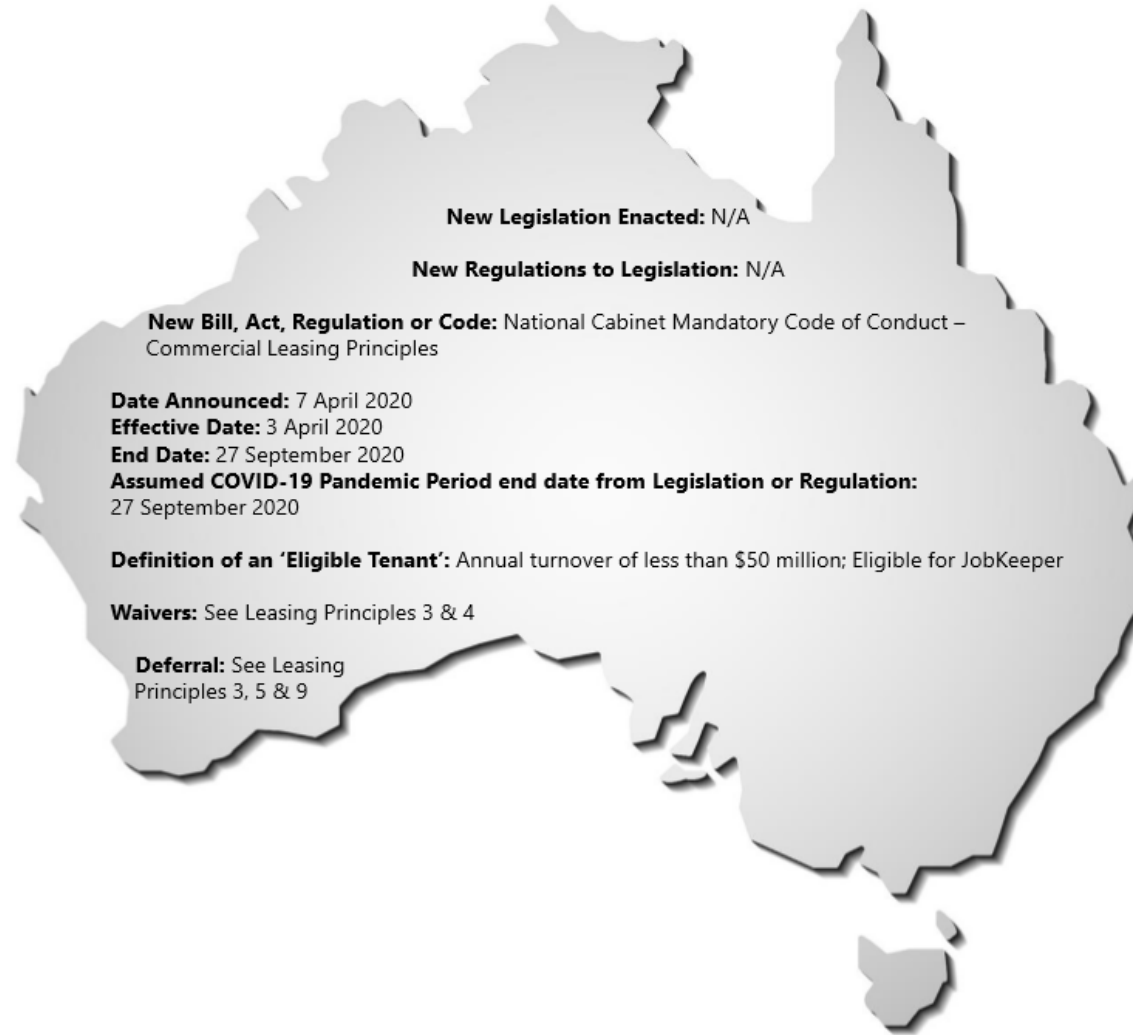 New Legislation Enacted: N/A
New Regulations to Legislation: N/A
New Bill, Act, Regulation or Code: National Cabinet Mandatory Code of Conduct –
Commercial Leasing Principles
Date Announced: 7 April 2020
Effective Date: 3 April 2020
End Date: 27 September 2020
Assumed COVID-19 Pandemic Period end date from Legislation or Regulation:
27 September 2020
Definition of an ‘Eligible Tenant’: Annual turnover of less than $50 million; Eligible for JobKeeper
Waivers: See Leasing Principles 3 & 4
Deferral: See Leasing
Principles 3, 5 & 9